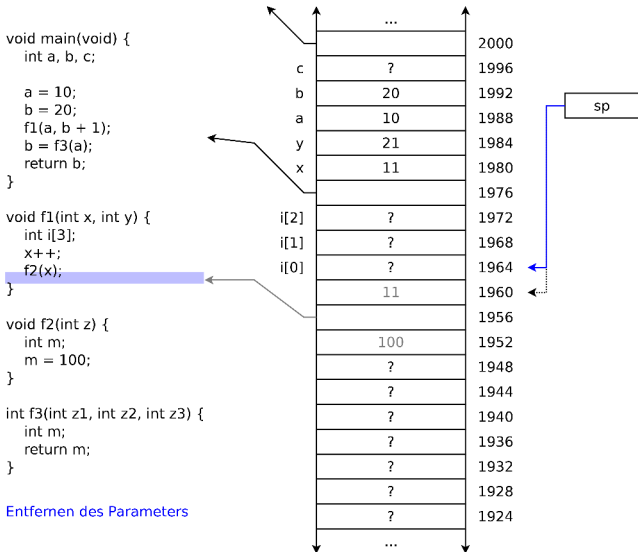 void main(void) {
int a, b, c;
a = 10;
b = 20;
f1(a, b + 1);
b = f3(a);
return b;
}
void f1(int x, int y) {
int i[3];
x++;
f2(x);
}
void f2(int z) {
int m;
m = 100;
}
int f3(int z1, int z2, int z3) {
int m;
return m;
}
Entfernen des Parameters
...
2000
c ? 1996
b 20 1992
a 10 1988
y 21 1984
x 11 1980
1976
i[2] ? 1972
i[1] ? 1968
i[0] ? 1964
11 1960
1956
100 1952
? 1948
? 1944
? 1940
? 1936
? 1932
? 1928
? 1924
...
sp